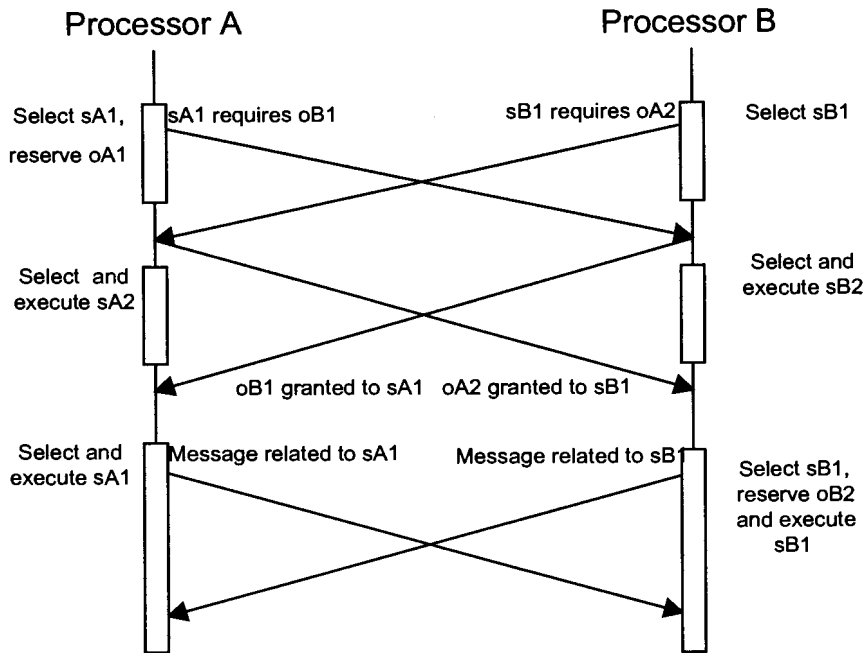 Processor A
Processor B
Select sA1,
reserve oA1
sA1 requires oB1
sB1 requires oA2
Select sB1
Select and
execute sA2
Select and
execute sB2
oB1 granted to sA1
oA2 granted to sB1
Select and
execute sA1
Message related to sA1
Message related to sB1
Select sB1,
reserve oB2
and execute
sB1